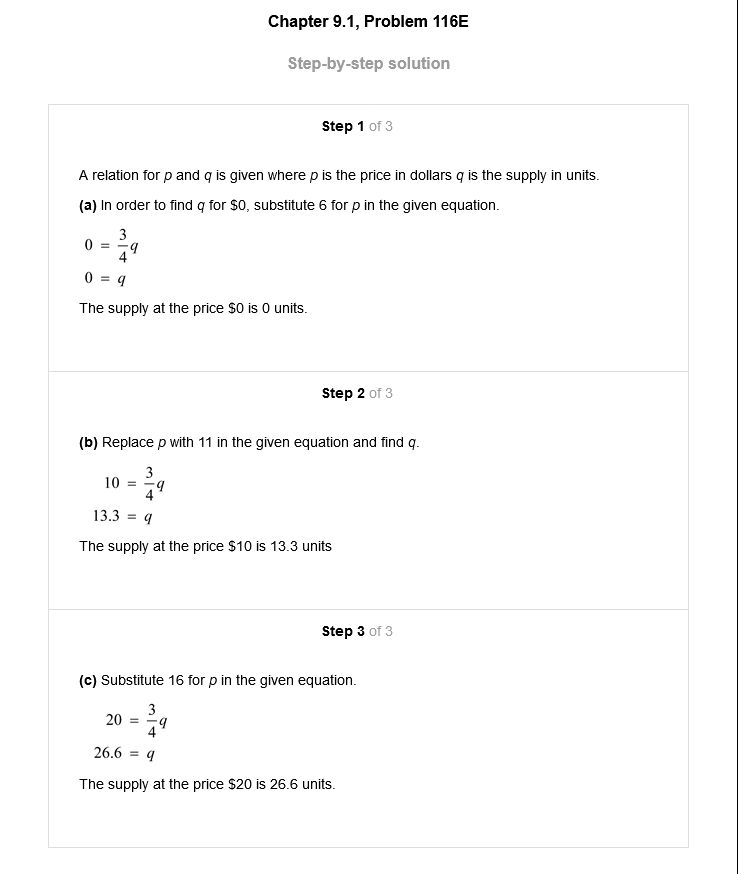 Chapter 9.1, Problem 116E
Step-by-step solution
Step 1 of 3
A relation for p and q is given where p is the price in dollars q is the supply in units.
(a) In order to find q for $0, substitute 6 for p in the given equation.
0 = 3/4 q
0 = q
The supply at the price $0 is 0 units.
Step 2 of 3
(b) Replace p with 11 in the given equation and find q.
10 = 3/4 q
13.3 = q
The supply at the price $10 is 13.3 units
Step 3 of 3
(c) Substitute 16 for p in the given equation.
20 = 3/4 q
26.6 = q
The supply at the price $20 is 26.6 units.